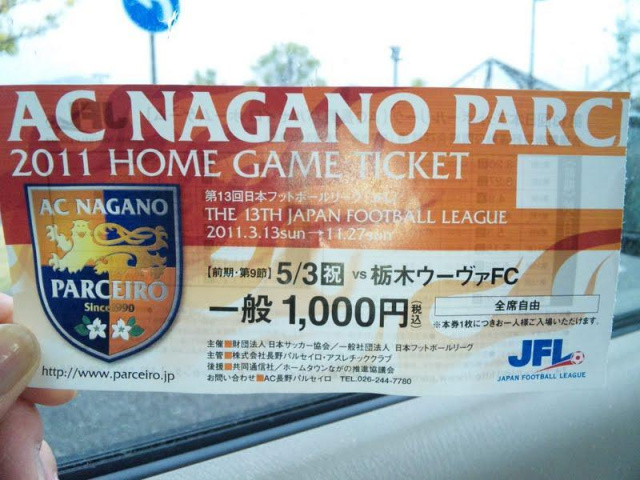 AC NAGANO PARCI
2011 HOME GAME TICKET
第13回日本フットボールリーグ
THE 13TH JAPAN FOOTBALL LEAGUE
2011.3.13sun→11.27sun
AC NAGANO
PARCEIRO
Since1990
【前期・第9節】5/3祝 vs 栃木ウーヴァFC
一般 1,000円(税込)
全席自由
※本券1枚につきお一人様ご入場いただけます。
主催■財団法人 日本サッカー協会/一般社団法人 日本フットボールリーグ
主管■株式会社長野パルセイロ・アスレチッククラブ
後援■共同通信社/ホームタウンながの推進協議会
お問い合わせ■AC長野パルセイロ TEL.026-244-7780
http://www.parceiro.jp
JFL
JAPAN FOOTBALL LEAGUE